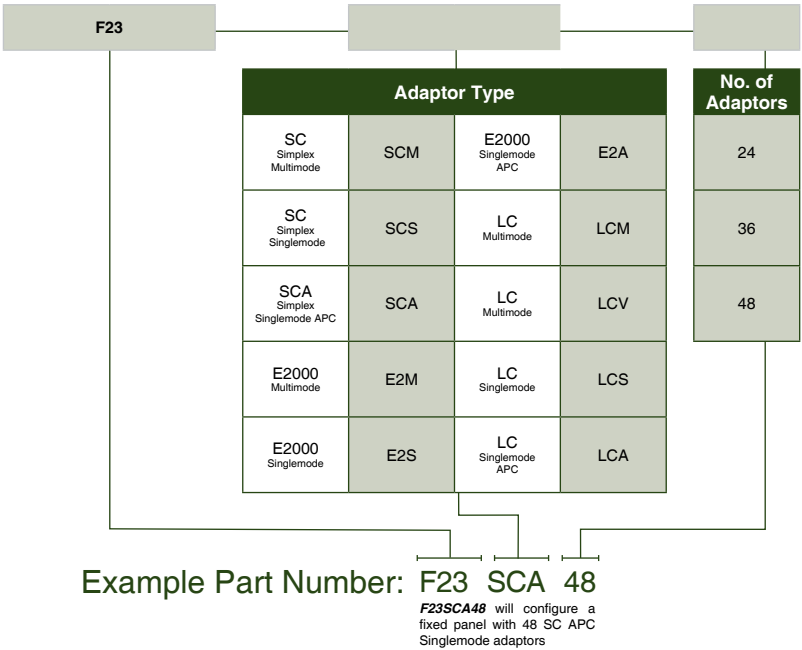 F23
Adaptor Type
No. of
Adaptors
SC
Simplex
Multimode
SCM
E2000
Singlemode
APC
E2A
24
SC
Simplex
Singlemode
SCS
LC
Multimode
LCM
36
SCA
Simplex
Singlemode APC
SCA
LC
Multimode
LCV
48
E2000
Multimode
E2M
LC
Singlemode
LCS
E2000
Singlemode
E2S
LC
Singlemode
APC
LCA
Example Part Number: F23 SCA 48
F23SCA48 will configure a
fixed panel with 48 SC APC
Singlemode adaptors